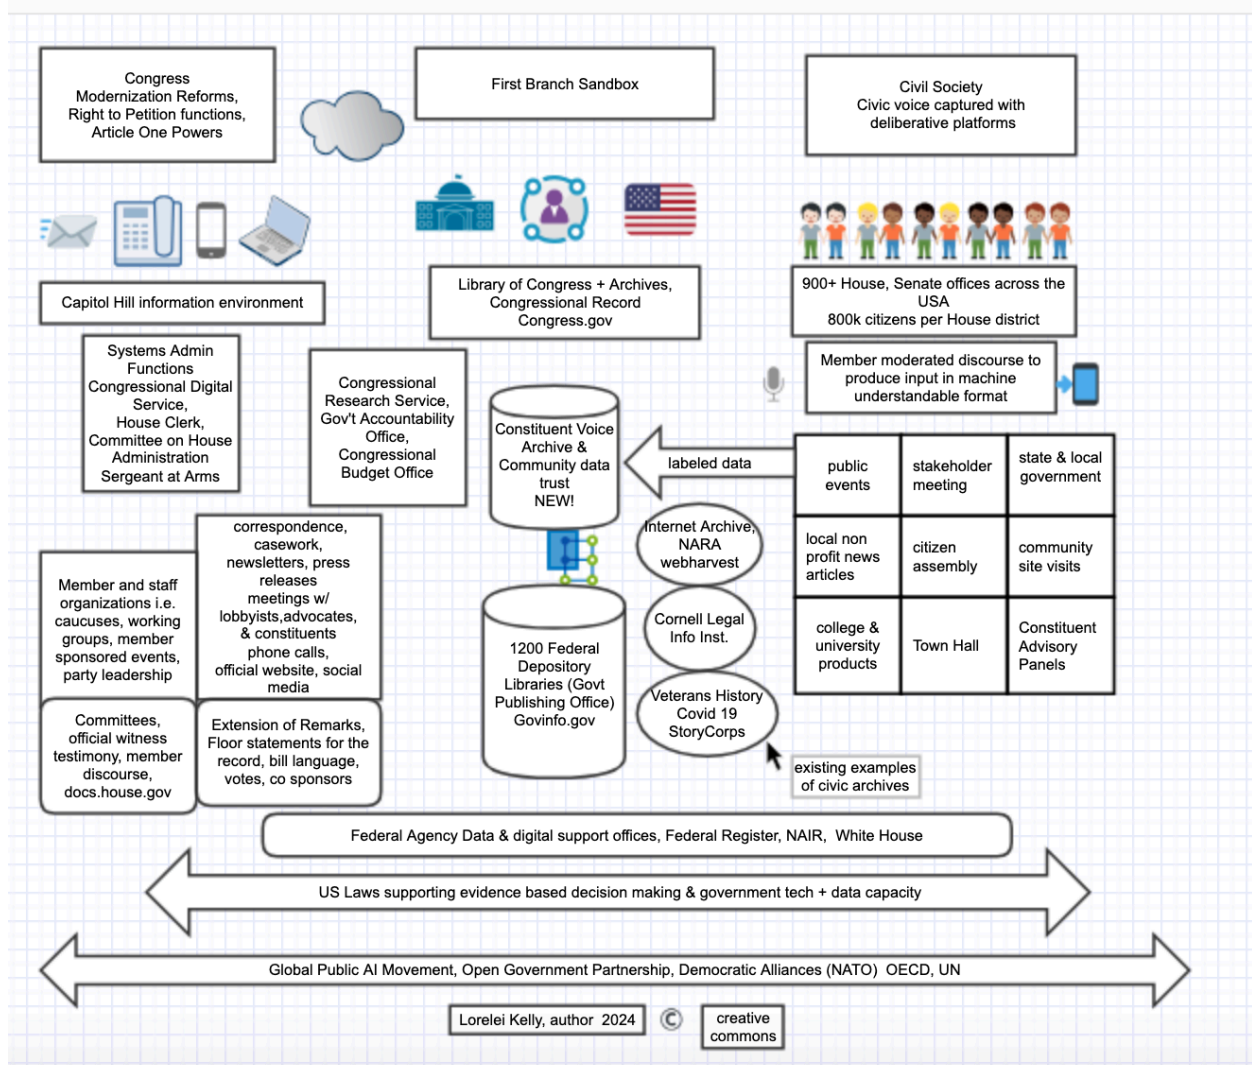 Congress
Modernization Reforms,
Right to Petition functions,
Article One Powers
First Branch Sandbox
Civil Society
Civic voice captured with
deliberative platforms
Capitol Hill information environment
Library of Congress + Archives,
Congressional Record
Congress.gov
900+ House, Senate offices across the
USA
800k citizens per House district
Systems Admin
Functions
Congressional Digital
Service,
House Clerk,
Committee on House
Administration
Sergeant at Arms
Congressional
Research Service,
Gov't Accountability
Office,
Congressional
Budget Office
Member moderated discourse to
produce input in machine
understandable format
Constituent Voice
Archive &
Community data
trust
NEW!
labeled data
public
events
stakeholder
meeting
state & local
government
local non
profit news
articles
citizen
assembly
community
site visits
college &
university
products
Town Hall
Constituent
Advisory
Panels
Internet Archive,
NARA
webharvest
Cornell Legal
Info Inst.
Veterans History
Covid 19
StoryCorps
existing examples
of civic archives
Member and staff
organizations i.e.
caucuses, working
groups, member
sponsored events,
party leadership
correspondence,
casework,
newsletters, press
releases
meetings w/
lobbyists,advocates,
& constituents
phone calls,
official website, social
media
1200 Federal
Depository
Libraries (Govt
Publishing Office)
Govinfo.gov
Committees,
official witness
testimony, member
discourse,
docs.house.gov
Extension of Remarks,
Floor statements for the
record, bill language,
votes, co sponsors
Federal Agency Data & digital support offices, Federal Register, NAIR, White House
US Laws supporting evidence based decision making & government tech + data capacity
Global Public AI Movement, Open Government Partnership, Democratic Alliances (NATO) OECD, UN
Lorelei Kelly, author 2024
©
creative
commons